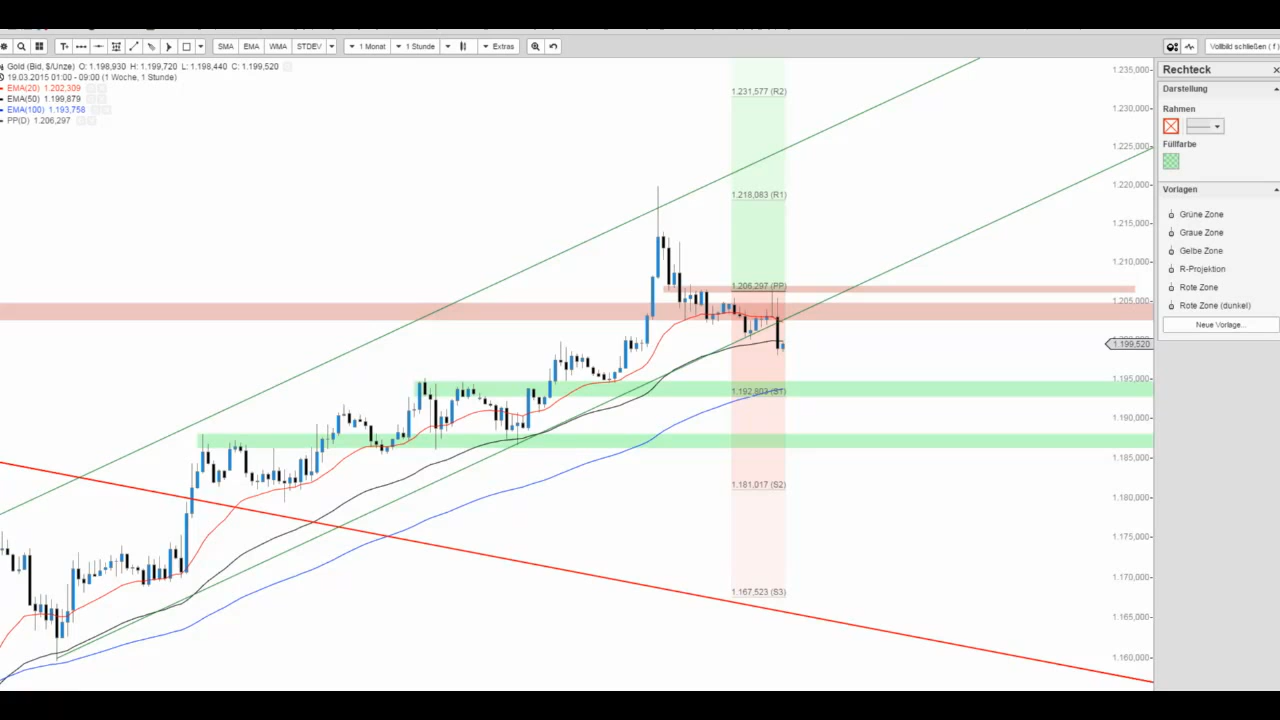 T
SMA EMA WMA STDEV 1 Monat 1 Stunde Extras Vollbild schließen ( f )
Gold (Bid, $/Unze) O: 1.198,930 H: 1.199,720 L: 1.198,440 C: 1.199,520
19.03.2015 01:00 - 09:00 (1 Woche, 1 Stunde)
EMA(20) 1.202,309
EMA(50) 1.199,879
EMA(100) 1.193,758
PP(D) 1.206,297
1.231,577 (R2)
1.218,083 (R1)
1.206,297 (PP)
1.192,803 (S1)
1.181,017 (S2)
1.167,523 (S3)
1.235,000
1.230,000
1.225,000
1.220,000
1.215,000
1.210,000
1.205,000
1.199,520
1.195,000
1.190,000
1.185,000
1.180,000
1.175,000
1.170,000
1.165,000
1.160,000
Rechteck
Darstellung
Rahmen
Füllfarbe
Vorlagen
Grüne Zone
Graue Zone
Gelbe Zone
R-Projektion
Rote Zone
Rote Zone (dunkel)
Neue Vorlage...